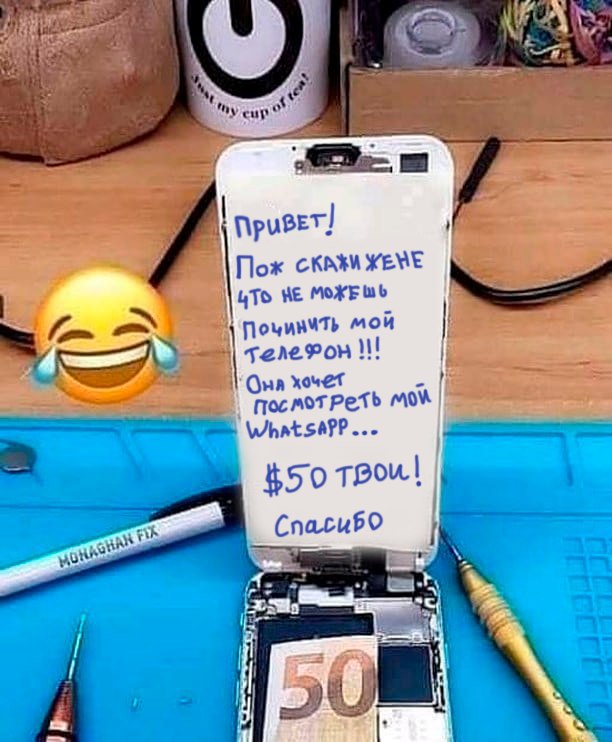 Just my cup of tea!
Привет!
Пож скажи жене
что не можешь
Починить мой
телефон!!!
Она хочет
посмотреть мой
WhatsApp...
$50 твои!
Спасибо
MONAGHAN FIX
50